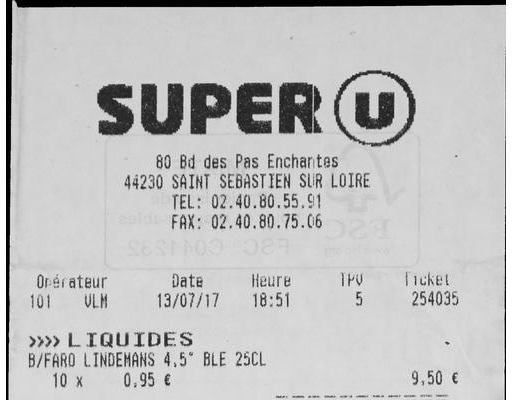 SUPER U
80 Bd des Pas Enchantes
44230 SAINT SEBASTIEN SUR LOIRE
TEL: 02.40.80.55.91
FAX: 02.40.80.75.06
FSC
FSC® C041232
Opérateur Date Heure TPV Ticket
101 VLM 13/07/17 18:51 5 254035
»»» LIQUIDES
B/FARO LINDEMANS 4,5° BLE 25CL
10 x 0,95 € 9,50 €